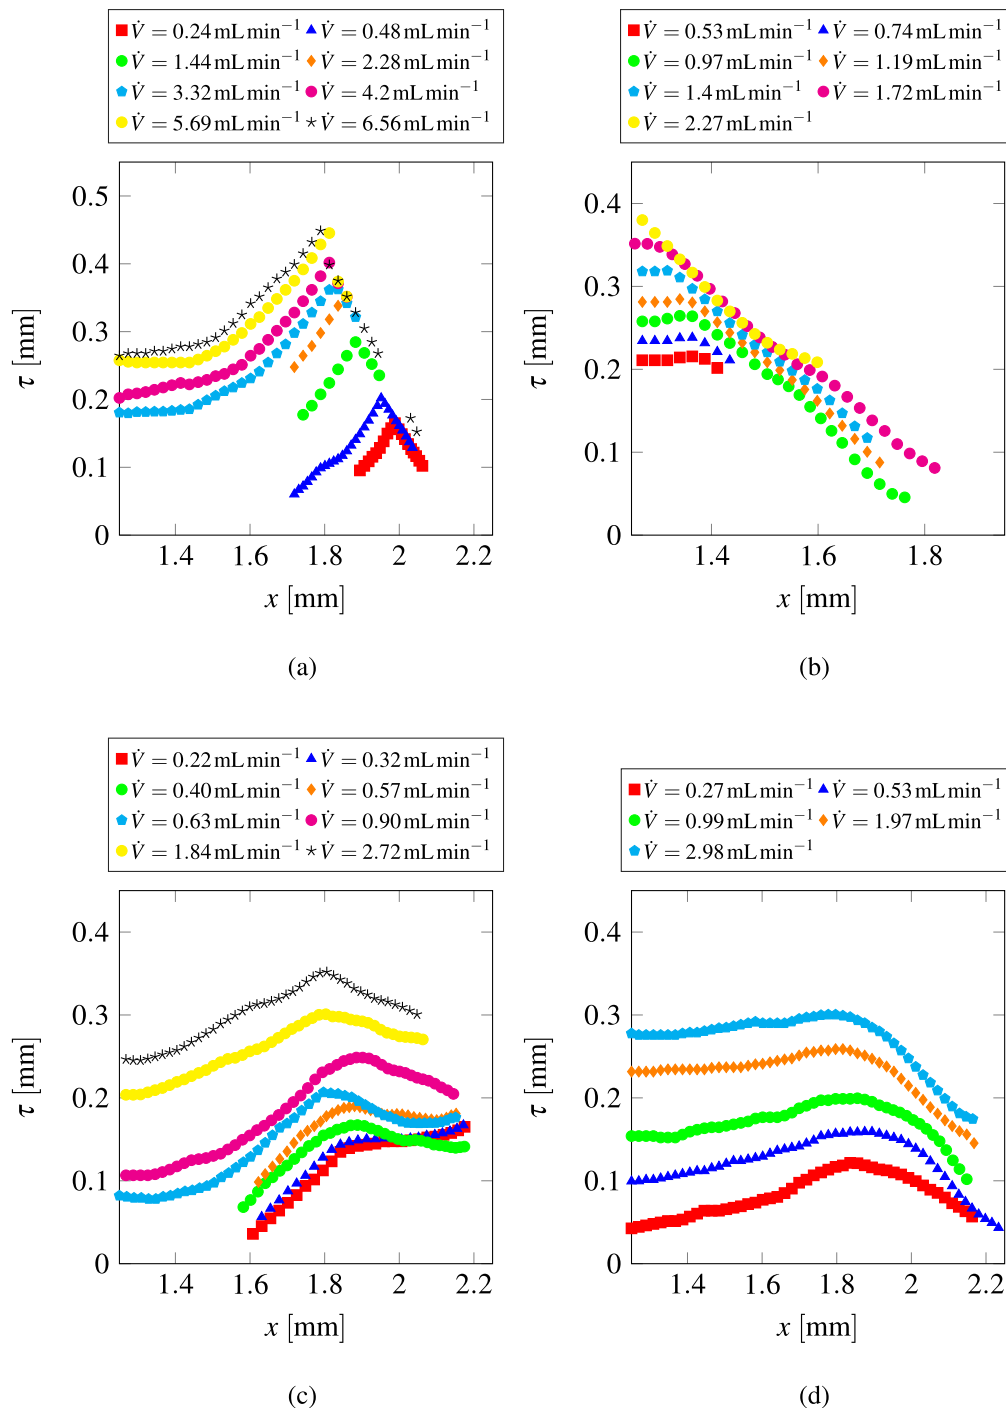 V̇ = 0.24 mL min⁻¹ V̇ = 0.48 mL min⁻¹
V̇ = 1.44 mL min⁻¹ V̇ = 2.28 mL min⁻¹
V̇ = 3.32 mL min⁻¹ V̇ = 4.2 mL min⁻¹
V̇ = 5.69 mL min⁻¹ V̇ = 6.56 mL min⁻¹
0.5
0.4
0.3
0.2
0.1
0
τ [mm]
1.4 1.6 1.8 2 2.2
x [mm]
(a)
V̇ = 0.53 mL min⁻¹ V̇ = 0.74 mL min⁻¹
V̇ = 0.97 mL min⁻¹ V̇ = 1.19 mL min⁻¹
V̇ = 1.4 mL min⁻¹ V̇ = 1.72 mL min⁻¹
V̇ = 2.27 mL min⁻¹
0.4
0.3
0.2
0.1
0
τ [mm]
1.4 1.6 1.8
x [mm]
(b)
V̇ = 0.22 mL min⁻¹ V̇ = 0.32 mL min⁻¹
V̇ = 0.40 mL min⁻¹ V̇ = 0.57 mL min⁻¹
V̇ = 0.63 mL min⁻¹ V̇ = 0.90 mL min⁻¹
V̇ = 1.84 mL min⁻¹ V̇ = 2.72 mL min⁻¹
0.4
0.3
0.2
0.1
0
τ [mm]
1.4 1.6 1.8 2 2.2
x [mm]
(c)
V̇ = 0.27 mL min⁻¹ V̇ = 0.53 mL min⁻¹
V̇ = 0.99 mL min⁻¹ V̇ = 1.97 mL min⁻¹
V̇ = 2.98 mL min⁻¹
0.4
0.3
0.2
0.1
0
τ [mm]
1.4 1.6 1.8 2 2.2
x [mm]
(d)